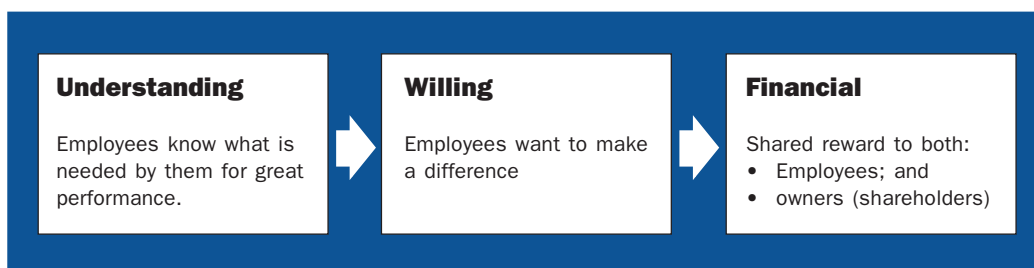 Understanding
Employees know what is
needed by them for great
performance.
Willing
Employees want to make
a difference
Financial
Shared reward to both:
• Employees; and
• owners (shareholders)